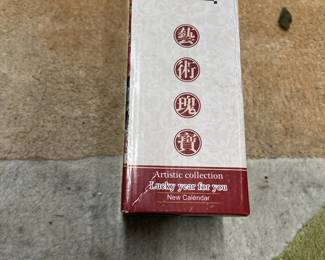 藝
術
瑰
寶
Artistic collection
Lucky year for you
New Calendar